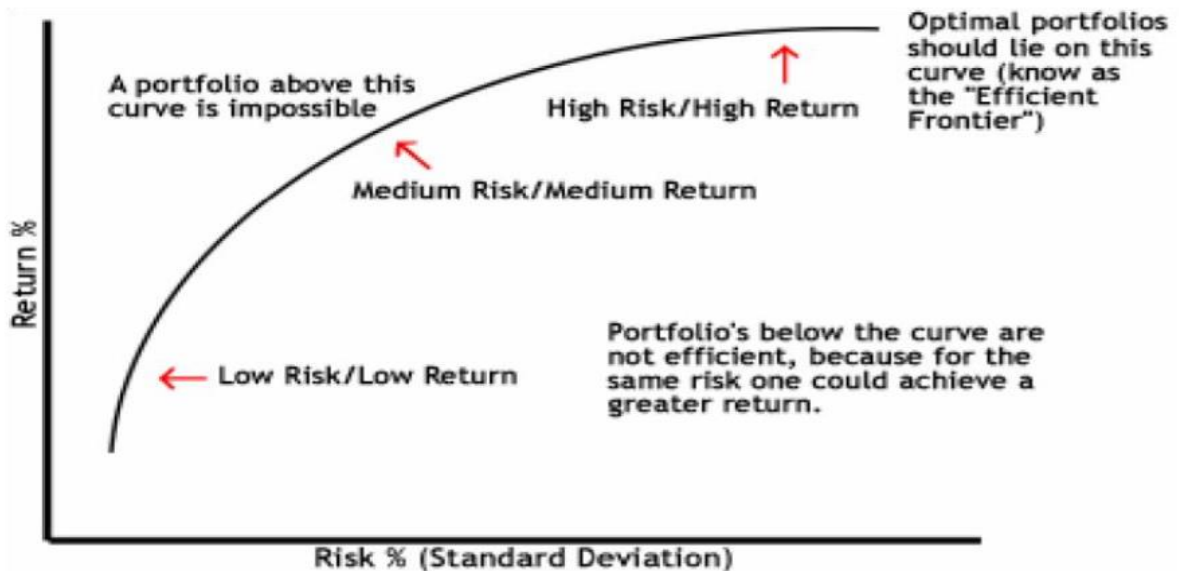 Optimal portfolios
should lie on this
curve (know as
the "Efficient
Frontier")
A portfolio above this
curve is impossible
High Risk/High Return
Medium Risk/Medium Return
Return %
Portfolio's below the curve are
not efficient, because for the
same risk one could achieve a
greater return.
Low Risk/Low Return
Risk % (Standard Deviation)